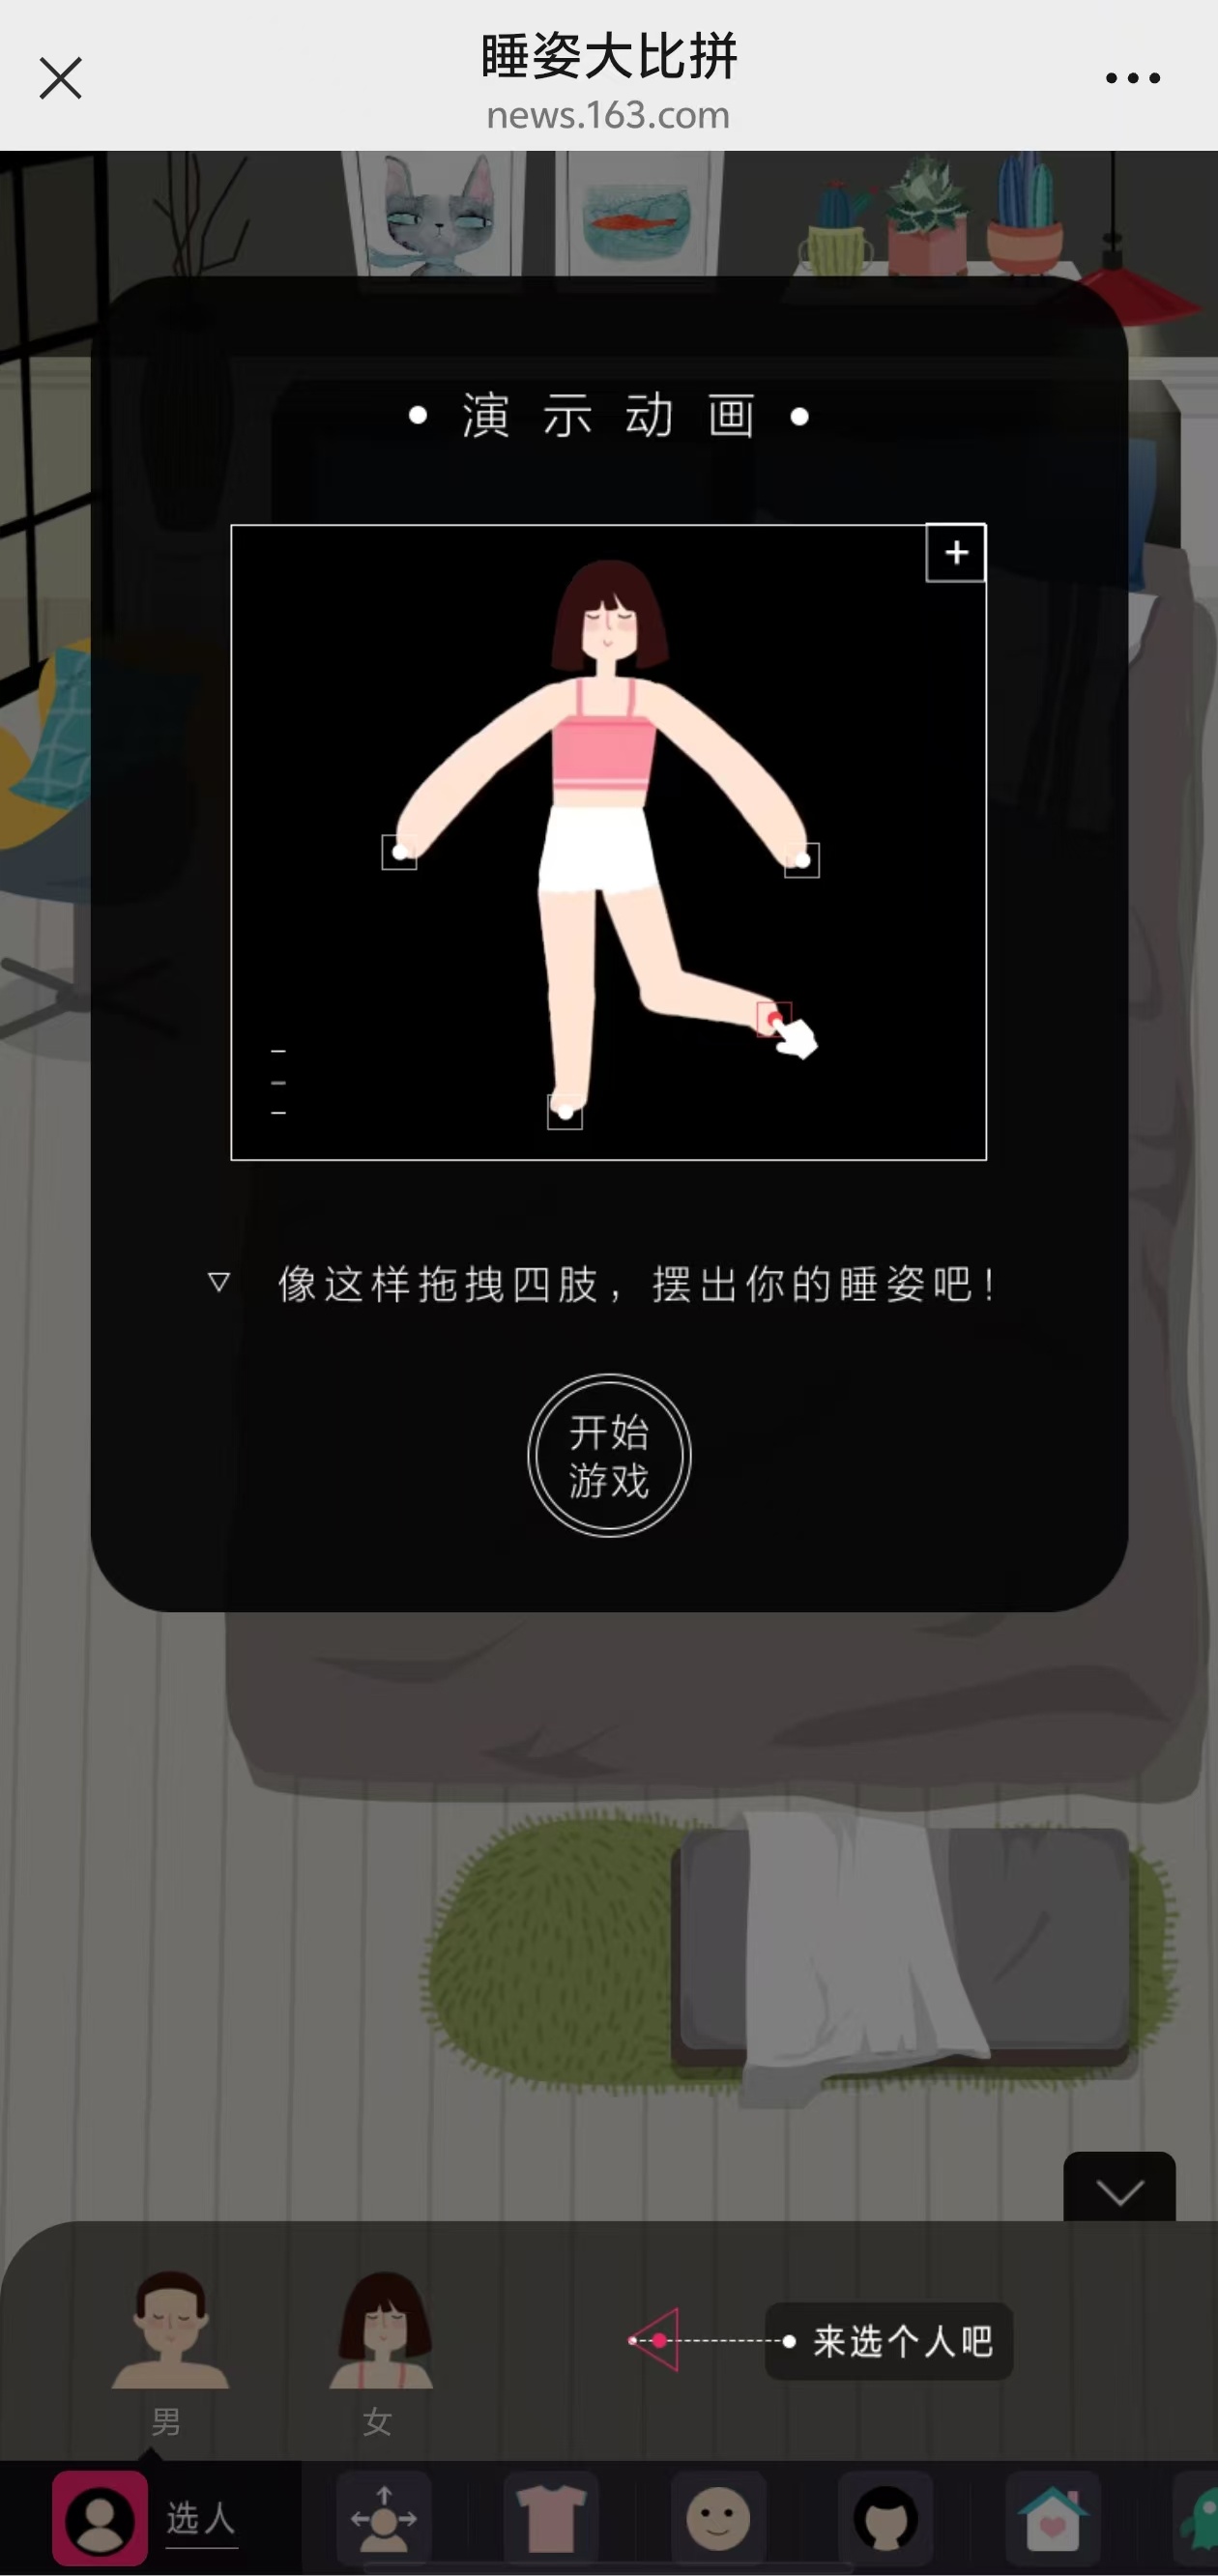 睡姿大比拼
news.163.com
演示动画
像这样拖拽四肢，摆出你的睡姿吧！
开始
游戏
来选个人吧
男
女
选人